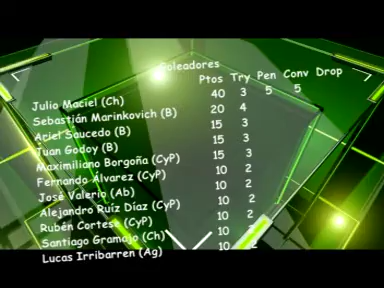 Goleadores
Ptos Try Pen Conv Drop
Julio Maciel (Ch) 40 3 5 5
Sebastián Marinkovich (B) 20 4
Ariel Saucedo (B) 15 3
Juan Godoy (B) 15 3
Maximiliano Borgoña (CyP) 15 3
Fernando Álvarez (CyP) 10 2
José Valerio (Ab) 10 2
Alejandro Ruíz Díaz (CyP) 10 2
Rubén Cortese (CyP) 10 2
Santiago Gramajo (Ch) 10 2
Lucas Irribarren (Ag) 10 2